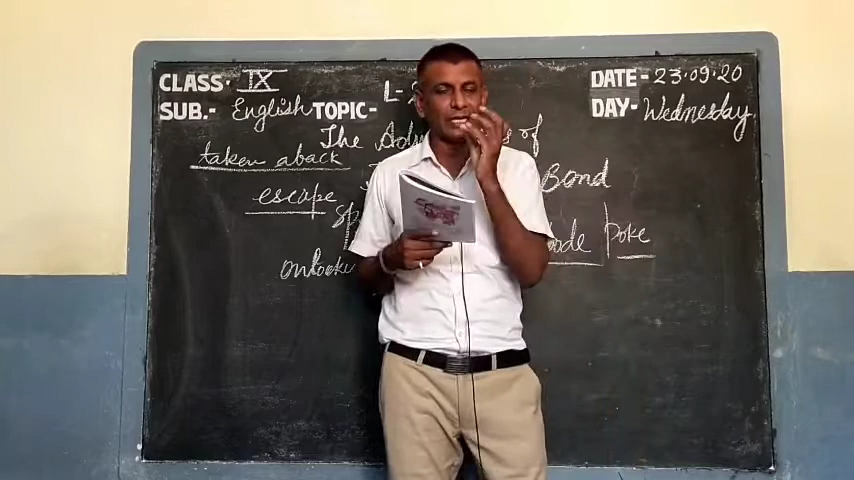 CLASS- IX
SUB.- English TOPIC- L-
DATE- 23.09.20
DAY- Wednesday
The of
taken aback Bond
escape
Poke